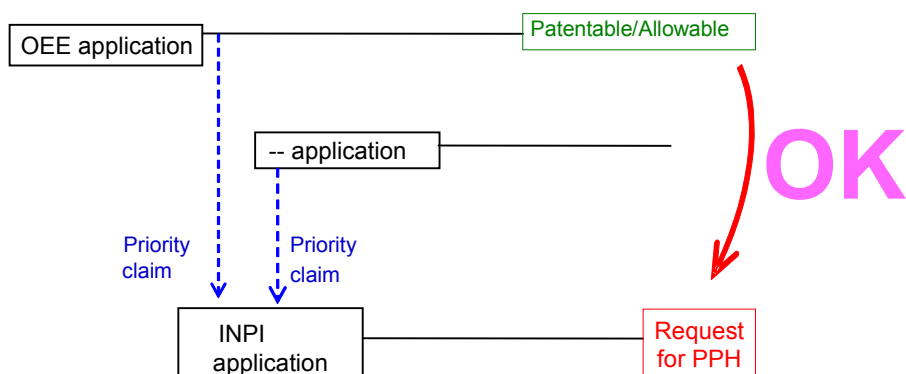 OEE application
Patentable/Allowable
-- application
OK
Priority
claim
Priority
claim
INPI
application
Request
for PPH